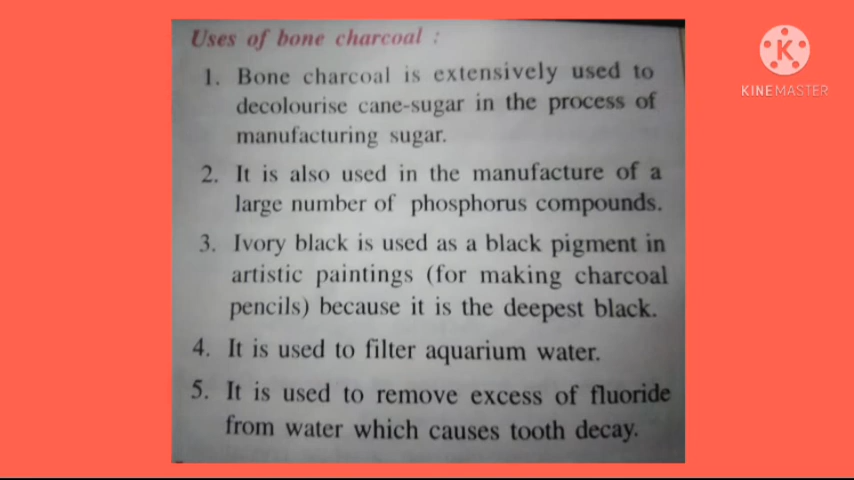 Uses of bone charcoal :
1. Bone charcoal is extensively used to
decolourise cane-sugar in the process of
manufacturing sugar.
2. It is also used in the manufacture of a
large number of phosphorus compounds.
3. Ivory black is used as a black pigment in
artistic paintings (for making charcoal
pencils) because it is the deepest black.
4. It is used to filter aquarium water.
5. It is used to remove excess of fluoride
from water which causes tooth decay.
K
KINEMASTER